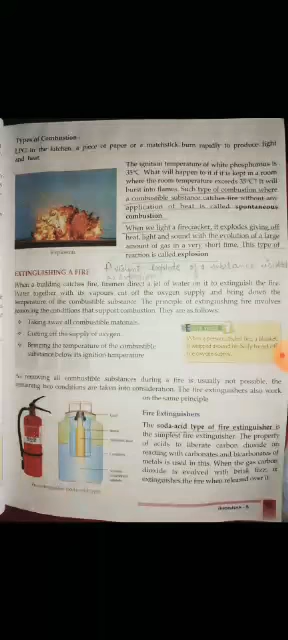 Types of Combustion
LPG in the kitchen, a piece of paper or a matchstick burn rapidly to produce light
and heat.
The ignition temperature of white phosphorus is
35°C. What will happen to it if it is kept in a room
where the room temperature exceeds 35°C? It will
burst into flames. Such type of combustion where
a combustible substance catches fire without any
application of heat is called spontaneous
combustion.
When we light a firecracker, it explodes giving off
heat, light and sound with the evolution of a large
amount of gas in a very short time. This type of
reaction is called explosion
Explosion
EXTINGUISHING A FIRE
When a building catches fire, firemen direct a jet of water on it to extinguish the fire.
Water together with its vapours cut off the oxygen supply and bring down the
temperature of the combustible substance. The principle of extinguishing fire involves
removing the conditions that support combustion. They are as follows:
Taking away all combustible materials.
Cutting off the supply of oxygen.
Bringing the temperature of the combustible
substance below its ignition temperature
As removing all combustible substances during a fire is usually not possible, the
remaining two conditions are taken into consideration. The fire extinguishers also work
on the same principle.
Fire Extinguishers
The soda-acid type of fire extinguisher is
the simplest fire extinguisher. The property
of acids to liberate carbon dioxide on
reacting with carbonates and bicarbonates of
metals is used in this. When the gas carbon
dioxide is evolved with brisk fizz, it
extinguishes the fire when released over it.